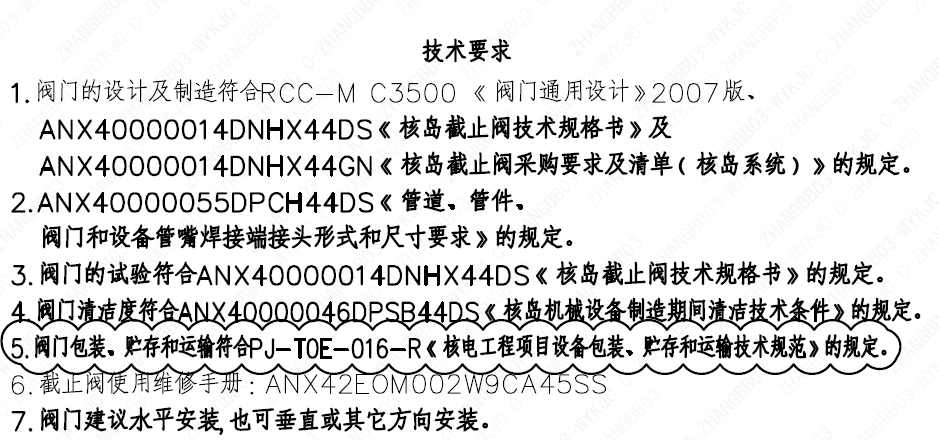 技术要求
1. 阀门的设计及制造符合RCC-M C3500 《阀门通用设计》2007版、
ANX40000014DNHX44DS《核岛截止阀技术规格书》及
ANX40000014DNHX44GN《核岛截止阀采购要求及清单(核岛系统)》的规定。
2. ANX40000055DPCH44DS《管道、管件、
阀门和设备管嘴焊接端接头形式和尺寸要求》的规定。
3. 阀门的试验符合ANX40000014DNHX44DS《核岛截止阀技术规格书》的规定。
4. 阀门清洁度符合ANX40000046DPSB44DS《核岛机械设备制造期间清洁技术条件》的规定。
5. 阀门包装、贮存和运输符合PJ-TOE-016-R《核电工程项目设备包装、贮存和运输技术规范》的规定。
6. 截止阀使用维修手册: ANX42EOM002W9CA45SS
7. 阀门建议水平安装,也可垂直或其它方向安装。